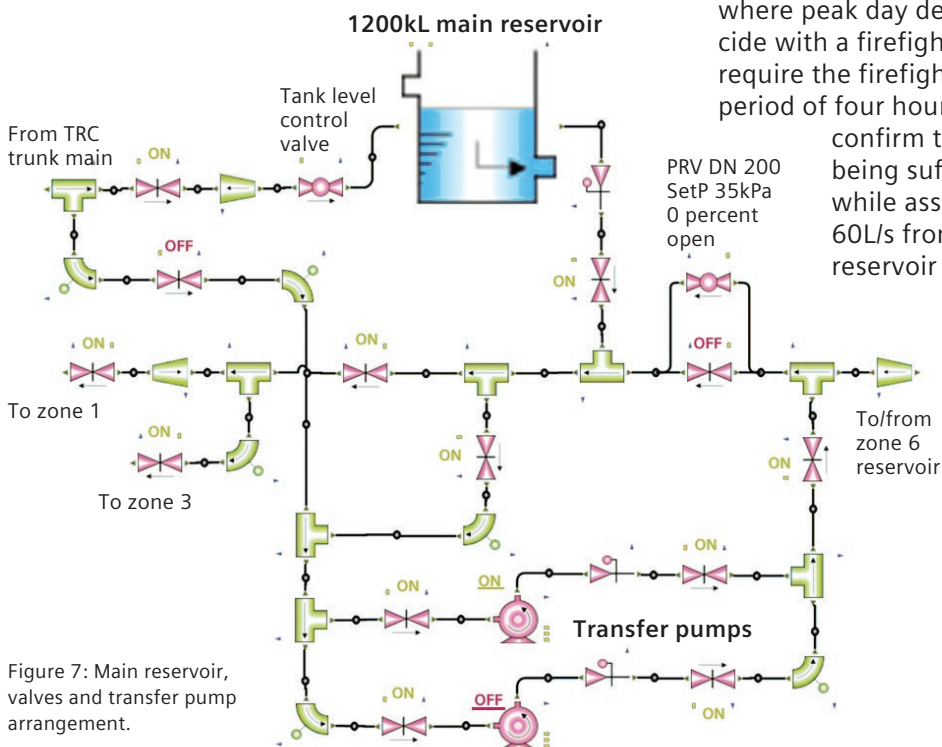 1200kL main reservoir
where peak day de
cide with a firefigh
require the firefigh
period of four hour
confirm t
being suf
while ass
60L/s fror
reservoir
From TRC
trunk main
ON
Tank level
control
valve
OFF
ON
PRV DN 200
SetP 35kPa
0 percent
open
OFF
ON
To zone 1
ON
To zone 3
ON
ON
ON
To/from
zone 6
reservoir
ON
ON
ON
Transfer pumps
ON
OFF
ON
Figure 7: Main reservoir,
valves and transfer pump
arrangement.